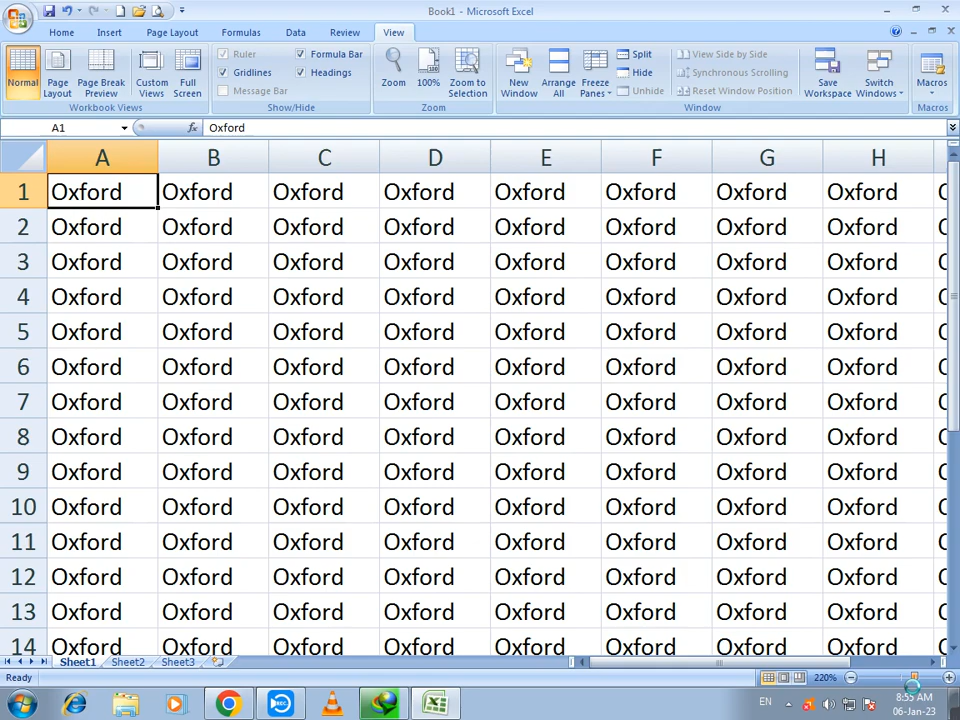 Book1 - Microsoft Excel
Home Insert Page Layout Formulas Data Review View
Normal Page Layout Page Break Preview Custom Views Full Screen
Workbook Views
Ruler Formula Bar
Gridlines Headings
Message Bar
Show/Hide
Zoom 100% Zoom to Selection
Zoom
New Window Arrange All Freeze Panes
Split
Hide
Unhide
View Side by Side
Synchronous Scrolling
Reset Window Position
Save Workspace Switch Windows
Window
Macros
Macros
A1 fx Oxford
A B C D E F G H
1 Oxford Oxford Oxford Oxford Oxford Oxford Oxford Oxford
2 Oxford Oxford Oxford Oxford Oxford Oxford Oxford Oxford
3 Oxford Oxford Oxford Oxford Oxford Oxford Oxford Oxford
4 Oxford Oxford Oxford Oxford Oxford Oxford Oxford Oxford
5 Oxford Oxford Oxford Oxford Oxford Oxford Oxford Oxford
6 Oxford Oxford Oxford Oxford Oxford Oxford Oxford Oxford
7 Oxford Oxford Oxford Oxford Oxford Oxford Oxford Oxford
8 Oxford Oxford Oxford Oxford Oxford Oxford Oxford Oxford
9 Oxford Oxford Oxford Oxford Oxford Oxford Oxford Oxford
10 Oxford Oxford Oxford Oxford Oxford Oxford Oxford Oxford
11 Oxford Oxford Oxford Oxford Oxford Oxford Oxford Oxford
12 Oxford Oxford Oxford Oxford Oxford Oxford Oxford Oxford
13 Oxford Oxford Oxford Oxford Oxford Oxford Oxford Oxford
14 Oxford Oxford Oxford Oxford Oxford Oxford Oxford Oxford
Sheet1 Sheet2 Sheet3
Ready 220%
EN 8:55 AM
06-Jan-23